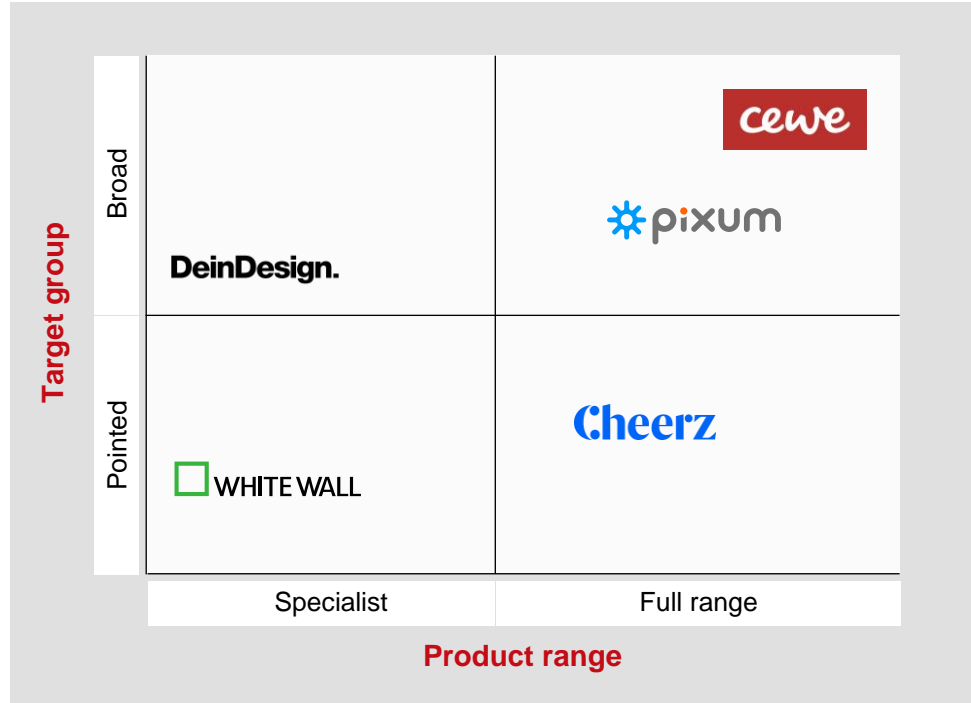 cewe
pixum
DeinDesign.
Cheerz
WHITE WALL
Target group
Broad
Pointed
Specialist
Full range
Product range